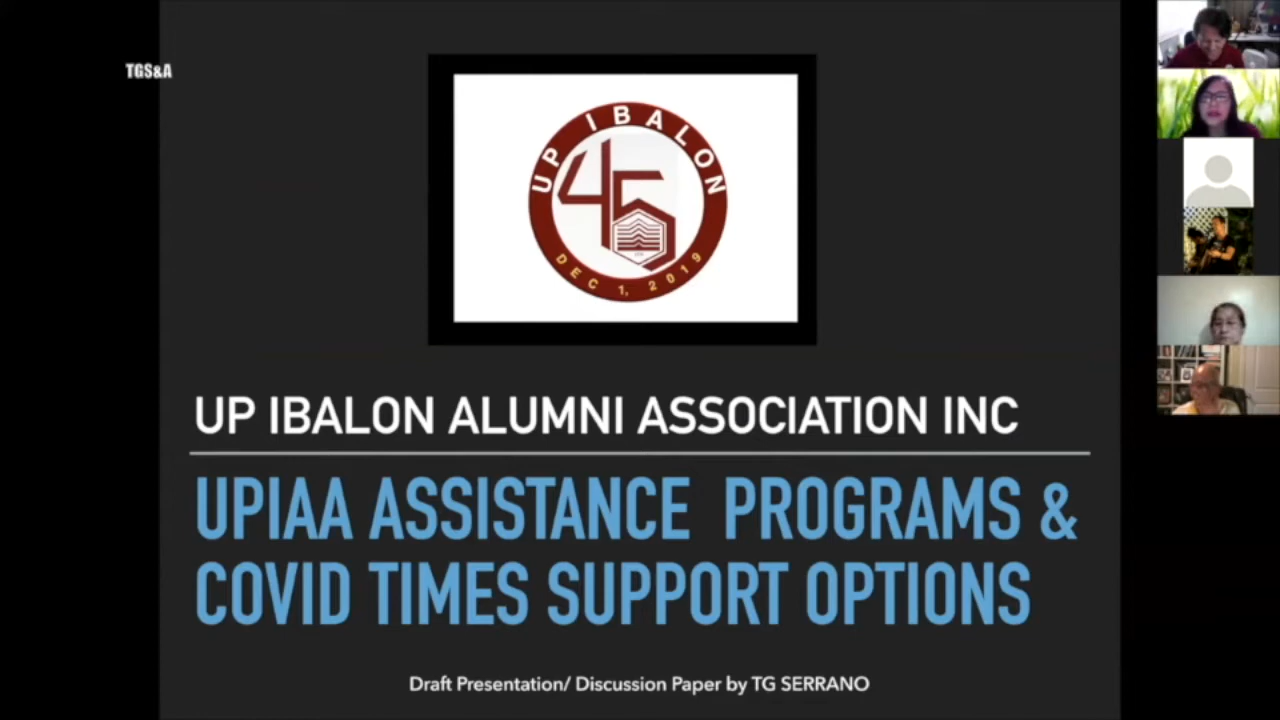 TGS&A
UP IBALON
45
DEC 1, 2019
UP IBALON ALUMNI ASSOCIATION INC
UPIAA ASSISTANCE PROGRAMS &
COVID TIMES SUPPORT OPTIONS
Draft Presentation/ Discussion Paper by TG SERRANO